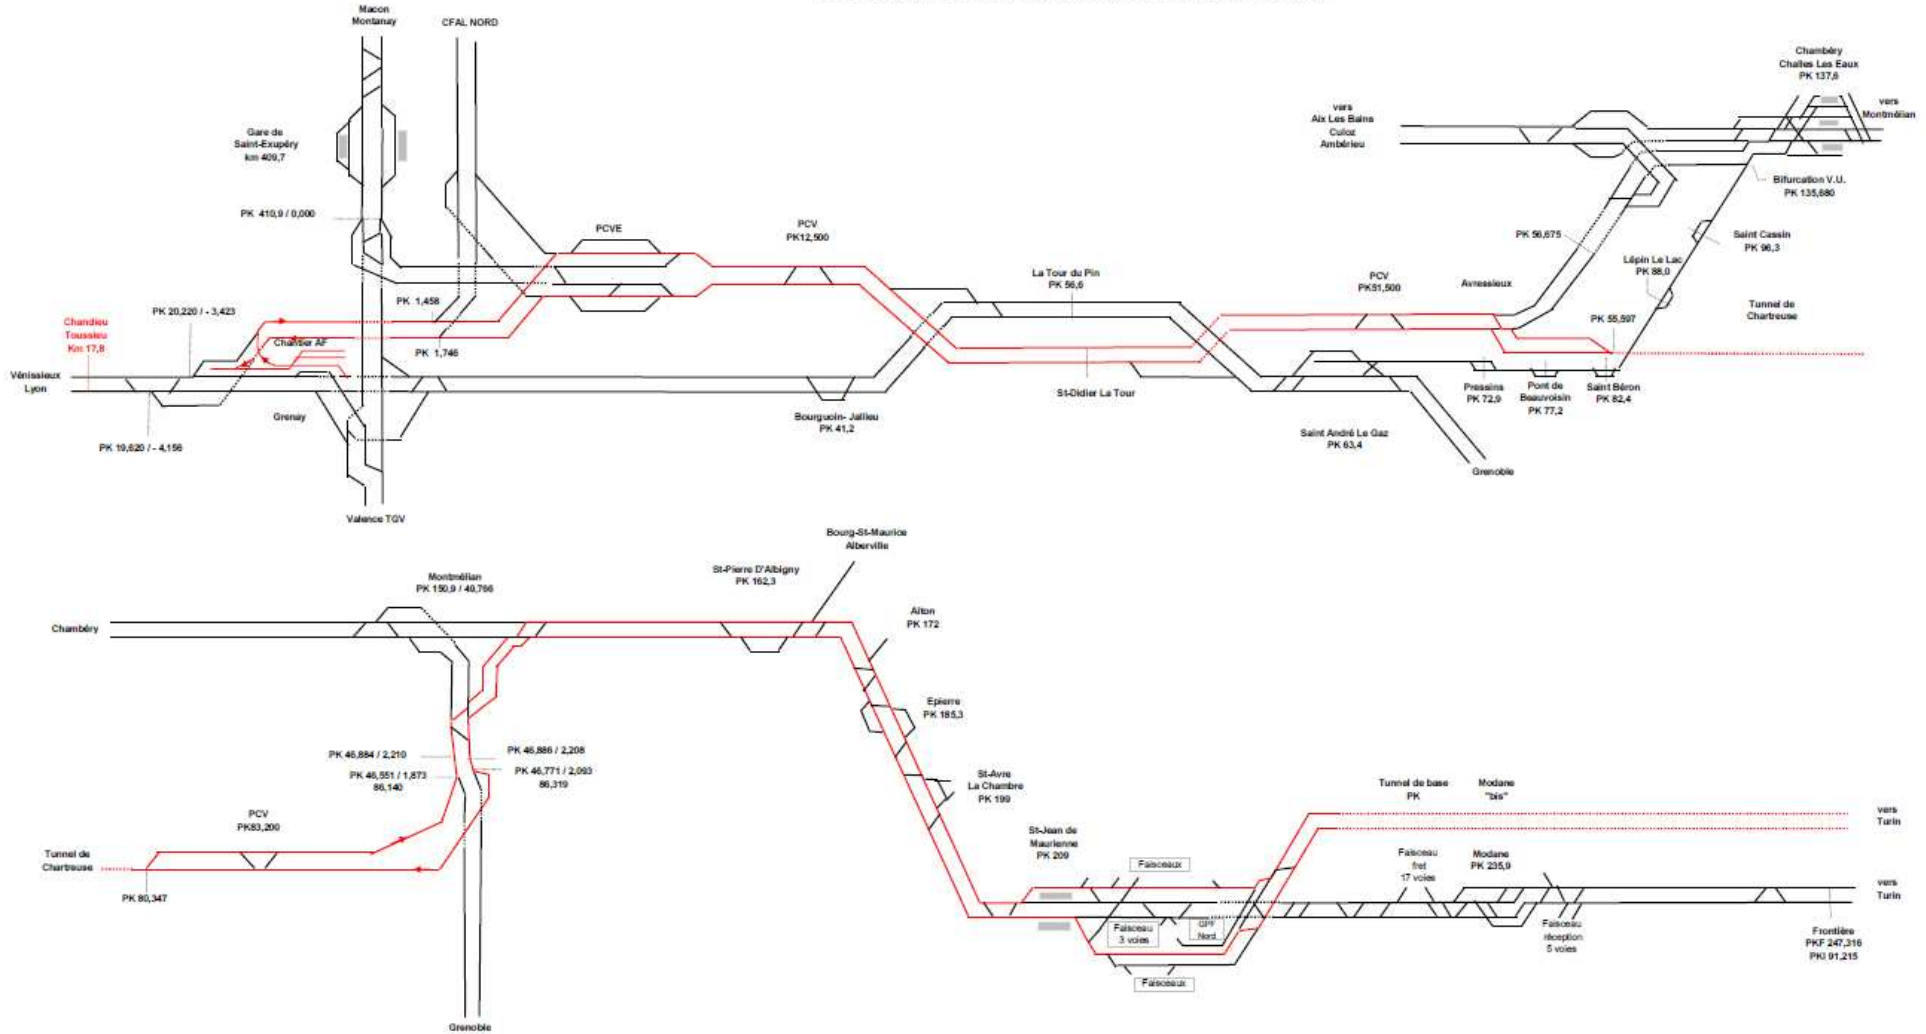 Macon
Montanay
CFAL NORD
Chambéry
Challes Les Eaux
PK 137,6
vers
Aix Les Bains
Culoz
Ambérieu
vers
Montmélian
Gare de
Saint-Exupéry
km 409,7
Bifurcation V.U.
PK 135,680
PK 410,9 / 0,000
PCVE
PCV
PK12,500
PK 56,675
Saint Cassin
PK 96,3
La Tour du Pin
PK 56,6
PCV
PK51,500
Avressieux
Lépin Le Lac
PK 88,0
Tunnel de
Chartreuse
PK 1,458
PK 20,220 / - 3,423
Chandieu
Toussieu
Km 17,8
Chantier AF
PK 1,746
PK 55,597
Vénissieux
Lyon
Grenay
Bourguoin- Jallieu
PK 41,2
St-Didier La Tour
Pressins
PK 72,9
Pont de
Beauvoisin
PK 77,2
Saint Béron
PK 82,4
Saint André Le Gaz
PK 63,4
PK 19,620 / - 4,156
Grenoble
Valence TGV
Bourg-St-Maurice
Alberville
Montmélian
PK 150,9 / 49,766
St-Pierre D'Albigny
PK 162,3
Chambéry
Aiton
PK 172
Epierre
PK 185,3
PK 46,884 / 2,210
PK 46,886 / 2,208
PK 46,551 / 1,873
86,140
PK 46,771 / 2,093
86,319
St-Avre
La Chambre
PK 199
Tunnel de base
PK
Modane
"bis"
vers
Turin
PCV
PK83,200
St-Jean de
Maurienne
PK 209
Tunnel de
Chartreuse
Faisceaux
Faisceau
fret
17 voies
Modane
PK 235,9
vers
Turin
PK 80,347
Faisceau
3 voies
GPF
Nord
Faisceau
réception
5 voies
Frontière
PKF 247,316
PKI 91,215
Faisceaux
Grenoble